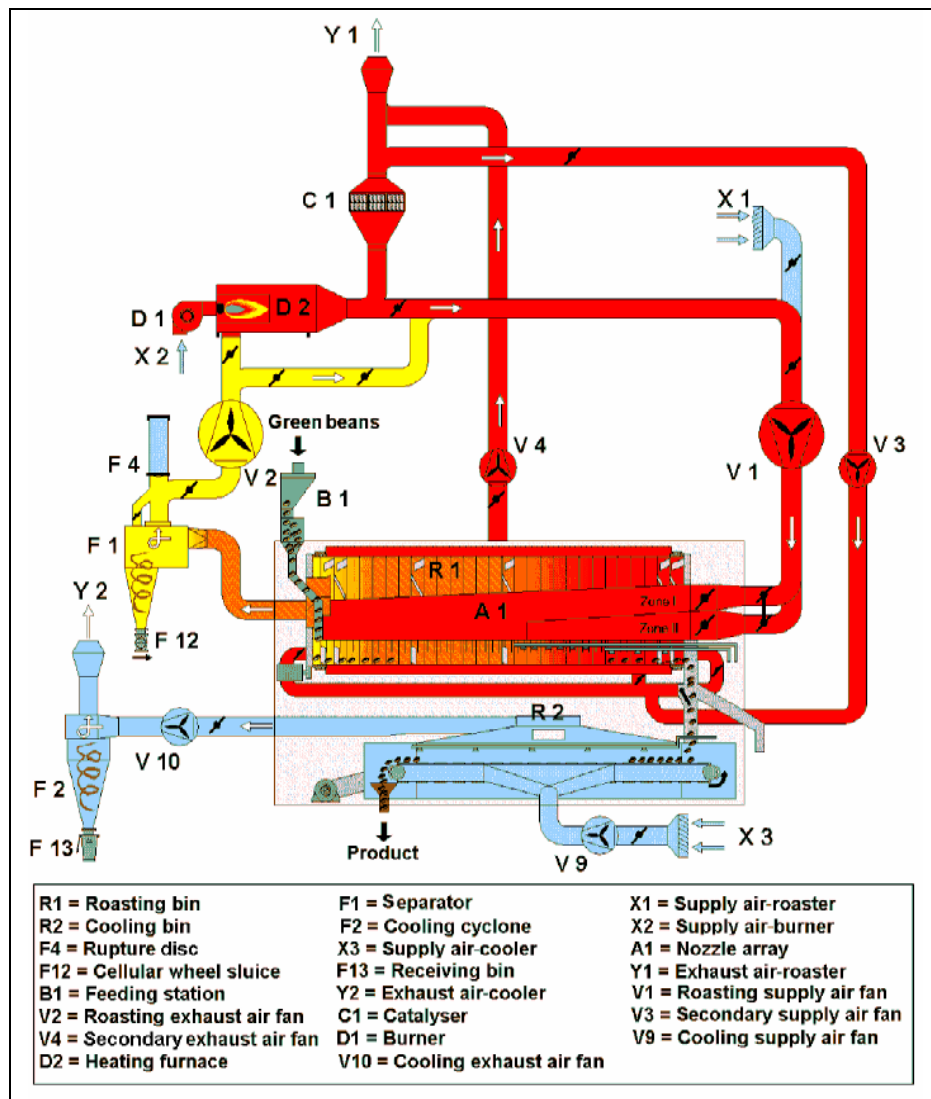 Y 1
C 1
X 1
D 1
D 2
X 2
Green beans
F 4
V 2
B 1
V 4
V 1
V 3
F 1
R 1
Y 2
A 1
Zone I
Zone II
F 12
R 2
V 10
F 2
F 13
Product
V 9
X 3
R1 = Roasting bin
R2 = Cooling bin
F4 = Rupture disc
F12 = Cellular wheel sluice
B1 = Feeding station
V2 = Roasting exhaust air fan
V4 = Secondary exhaust air fan
D2 = Heating furnace
F1 = Separator
F2 = Cooling cyclone
X3 = Supply air-cooler
F13 = Receiving bin
Y2 = Exhaust air-cooler
C1 = Catalyser
D1 = Burner
V10 = Cooling exhaust air fan
X1 = Supply air-roaster
X2 = Supply air-burner
A1 = Nozzle array
Y1 = Exhaust air-roaster
V1 = Roasting supply air fan
V3 = Secondary supply air fan
V9 = Cooling supply air fan